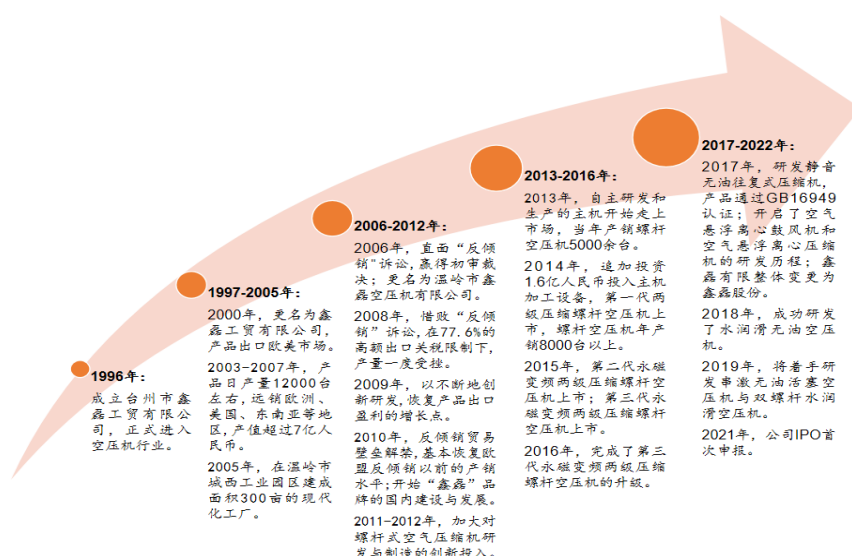 1996年：
成立台州市鑫
磊工贸有限公
司，正式进入
空压机行业。
1997-2005年：
2000年，更名为鑫
磊工贸有限公司，
产品出口欧美市场。
2003-2007年，产
品日产量12000台
左右，远销欧洲、
美国、东南亚等地
区，产值超过7亿人
民币。
2005年，在温岭市
城西工业园区建成
面积300亩的现代
化工厂。
2006-2012年：
2006年，直面“反倾
销”诉讼，赢得初审裁
决；更名为温岭市鑫
磊空压机有限公司。
2008年，惜败“反倾
销”诉讼，在77.6%的
高额出口关税限制下，
产量一度受挫。
2009年，以不断地创
新研发,恢复产品出口
盈利的增长点。
2010年，反倾销贸易
壁垒解禁,基本恢复欧
盟反倾销以前的产销
水平;开始“鑫磊”品
牌的国内建设与发展。
2011-2012年，加大对
螺杆式空气压缩机研
发与制造的创新投入。
2013-2016年：
2013年，自主研发和
生产的主机开始走上
市场，当年产销螺杆
空压机5000余台。
2014年，追加投资
1.6亿人民币投入主机
加工设备，第一代两
级压缩螺杆空压机上
市，螺杆空压机年产
销8000台以上。
2015年，第二代永磁
变频两级压缩螺杆空
压机上市；第三代永
磁变频两级压缩螺杆
空压机上市。
2016年，完成了第三
代永磁变频两级压缩
螺杆空压机的升级。
2017-2022年：
2017年，研发静音
无油往复式压缩机，
产品通过GB16949
认证；开启了空气
悬浮离心鼓风机和
空气悬浮离心压缩
机的研发历程；鑫
磊有限整体变更为
鑫磊股份。
2018年，成功研发
了水润滑无油空压
机。
2019年，将着手研
发串激无油活塞空
压机与双螺杆水润
滑空压机。
2021年，公司IPO首
次申报。